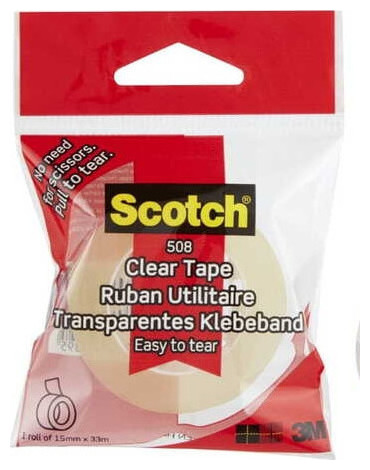 No need
for scissors.
Pull to tear.
Scotch®
508
Clear Tape
Ruban Utilitaire
Transparentes Klebeband
Easy to tear
1 roll of 15mm x 33m
3M